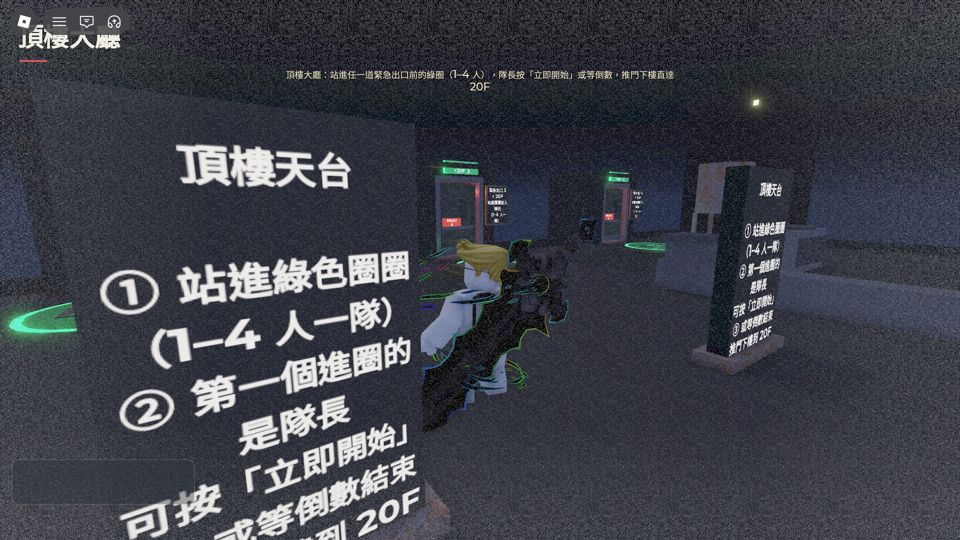 頂樓大廳
頂樓大廳：站進任一道緊急出口前的綠圈（1–4 人），隊長按「立即開始」或等倒數，推門下樓直達
20F
頂樓天台
① 站進綠色圈圈
(1–4 人一隊)
② 第一個進圈的
是隊長
可按「立即開始」
或等倒數結束
到 20F
頂樓天台
① 站進綠色圈圈
(1–4 人一隊)
② 第一個進圈的
是隊長
可按「立即開始」
③ 或等倒數結束
推門下樓到 20F